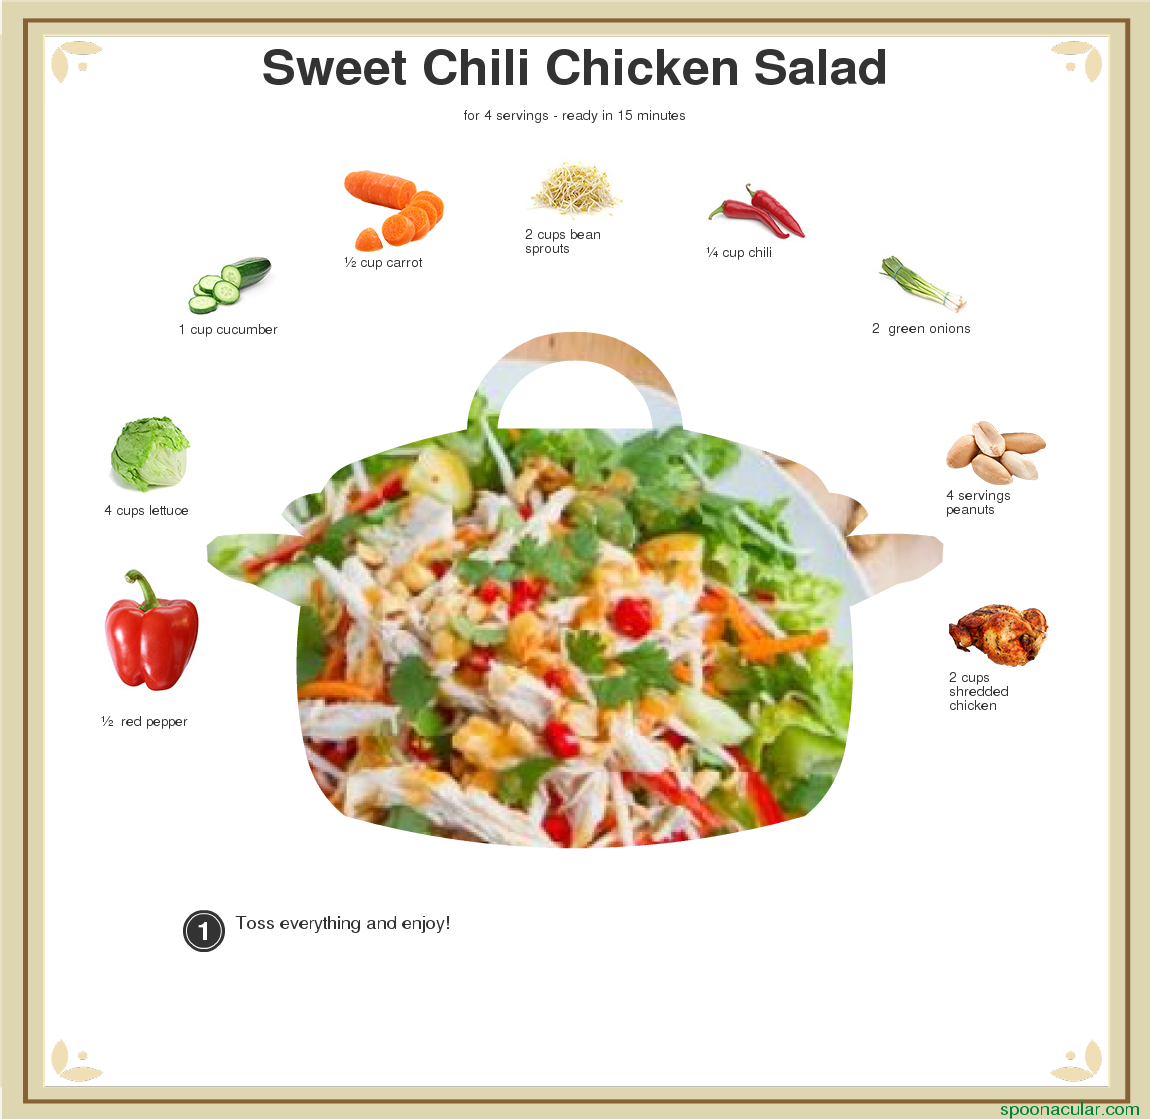 Sweet Chili Chicken Salad
for 4 servings - ready in 15 minutes
½ cup carrot
2 cups bean
sprouts
¼ cup chili
1 cup cucumber
2 green onions
4 cups lettuce
4 servings
peanuts
½ red pepper
2 cups
shredded
chicken
1 Toss everything and enjoy!
spoonacular.com